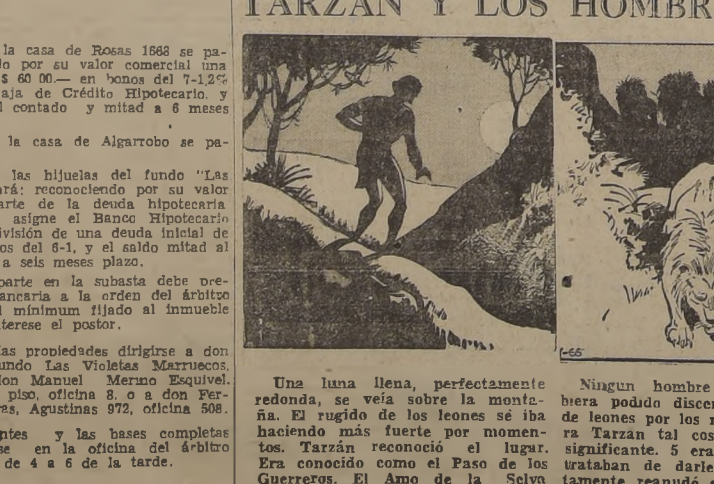 TARZAN Y LOS HOMBR
la casa de Rosas 1668 se pa-
lo por su valor comercial una
$ 60 00.— en bonos del 7-1,2%
aja de Crédito Hipotecario, y
l contado y mitad a 6 meses
la casa de Algarrobo se pa-
las hijuelas del fundo "Las
ará; reconociendo por su valor
arte de la deuda hipotecaria
asigne el Banco Hipotecario
ivisión de una deuda inicial de
os del 6-1, y el saldo mitad al
a seis meses plazo.
parte en la subasta debe pre-
ancaria a la orden del árbitro
l mínimum fijado al inmueble
terese el postor.
as propiedades dirigirse a don
undo Las Violetas Marruecos,
don Manuel Merino Esquivel.
piso, oficina 8. o a don Fer-
ras, Agustinas 972, oficina 508.
ntes y las bases completas
se en la oficina del árbitro
de 4 a 6 de la tarde.
-65
Una luna llena, perfectamente
redonda, se veía sobre la monta-
ña. El rugido de los leones se iba
haciendo más fuerte por momen-
tos. Tarzán reconoció el lugar.
Era conocido como el Paso de los
Guerreros. El Amo de la Selva
Ningun hombre
biera podido discer
de leones por los r
ra Tarzán tal cos
significante. 5 era
trataban de darle
tamente reanudó